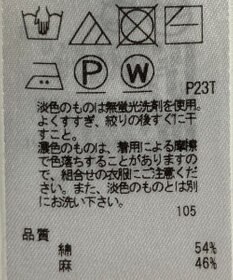 P W
P23T
淡色のものは無蛍光洗剤を使用。
よくすすぎ、絞りの後すぐに干
すこと。
濃色のものは、着用による摩擦
で色落ちすることがありますの
で、組合せの衣服にご注意くださ
い。また、淡色のものとは別
にお洗い下さい。
105
品質
綿 54%
麻 46%